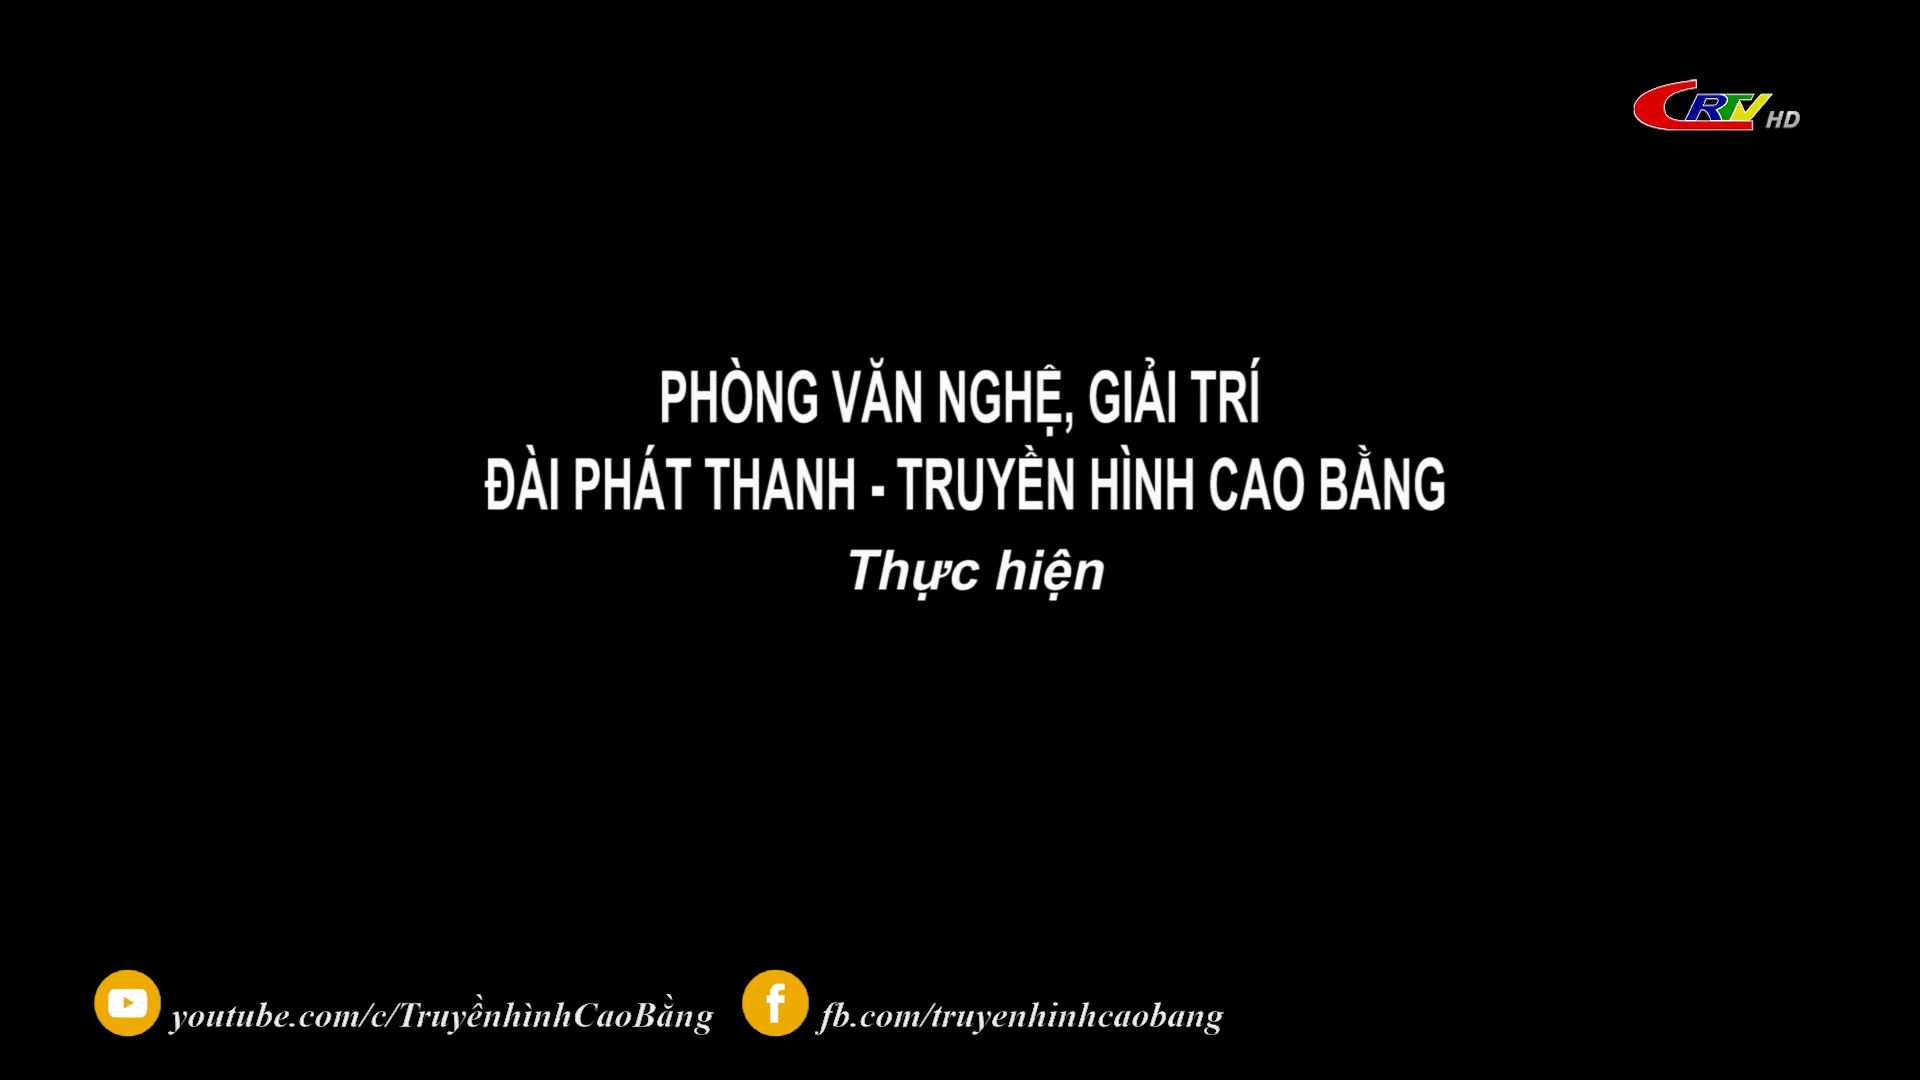 CRTV HD
PHÒNG VĂN NGHỆ, GIẢI TRÍ
ĐÀI PHÁT THANH - TRUYỀN HÌNH CAO BẰNG
Thực hiện
youtube.com/c/TruyềnhìnhCaoBằng
fb.com/truyenhinhcaobang